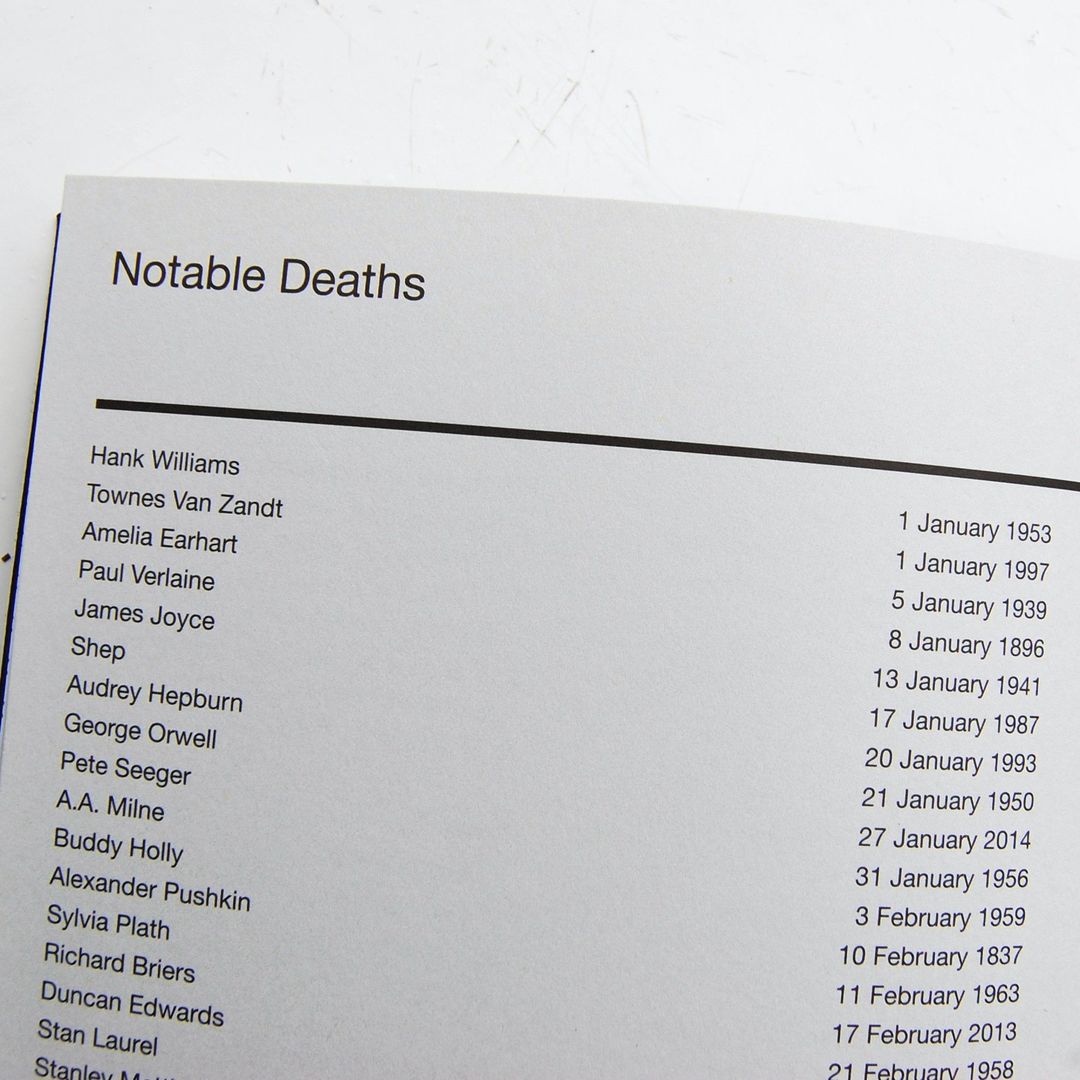 Notable Deaths
Hank Williams 1 January 1953
Townes Van Zandt 1 January 1997
Amelia Earhart 5 January 1939
Paul Verlaine 8 January 1896
James Joyce 13 January 1941
Shep 17 January 1987
Audrey Hepburn 20 January 1993
George Orwell 21 January 1950
Pete Seeger 27 January 2014
A.A. Milne 31 January 1956
Buddy Holly 3 February 1959
Alexander Pushkin 10 February 1837
Sylvia Plath 11 February 1963
Richard Briers 17 February 2013
Duncan Edwards 21 February 1958
Stan Laurel
Stanley